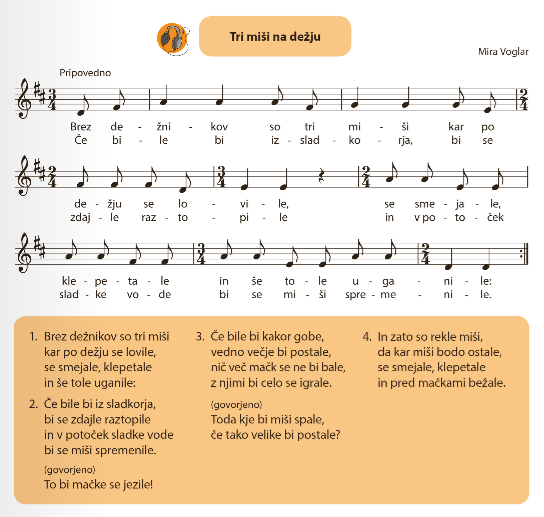 Tri miši na dežju
Mira Voglar
Pripovedno
Brez de - žni - kov so tri mi - ši kar po
Če bi - le bi iz - slad - ko - rja, bi se
de - žju se lo - vi - le, se sme - ja - le,
zdaj - le raz - to - pi - le in v po - to - ček
kle - pe - ta - le in še to - le u - ga - ni - le:
slad - ke vo - de bi se mi - ši spre - me - ni - le.
1. Brez dežnikov so tri miši
kar po dežju se lovile,
se smejale, klepetale
in še tole uganile:
2. Če bile bi iz sladkorja,
bi se zdajle raztopile
in v potoček sladke vode
bi se miši spremenile.
(govorjeno)
To bi mačke se jezile!
3. Če bile bi kakor gobe,
vedno večje bi postale,
nič več mačk se ne bi bale,
z njimi bi celo se igrale.
(govorjeno)
Toda kje bi miši spale,
če tako velike bi postale?
4. In zato so rekle miši,
da kar miši bodo ostale,
se smejale, klepetale
in pred mačkami bežale.